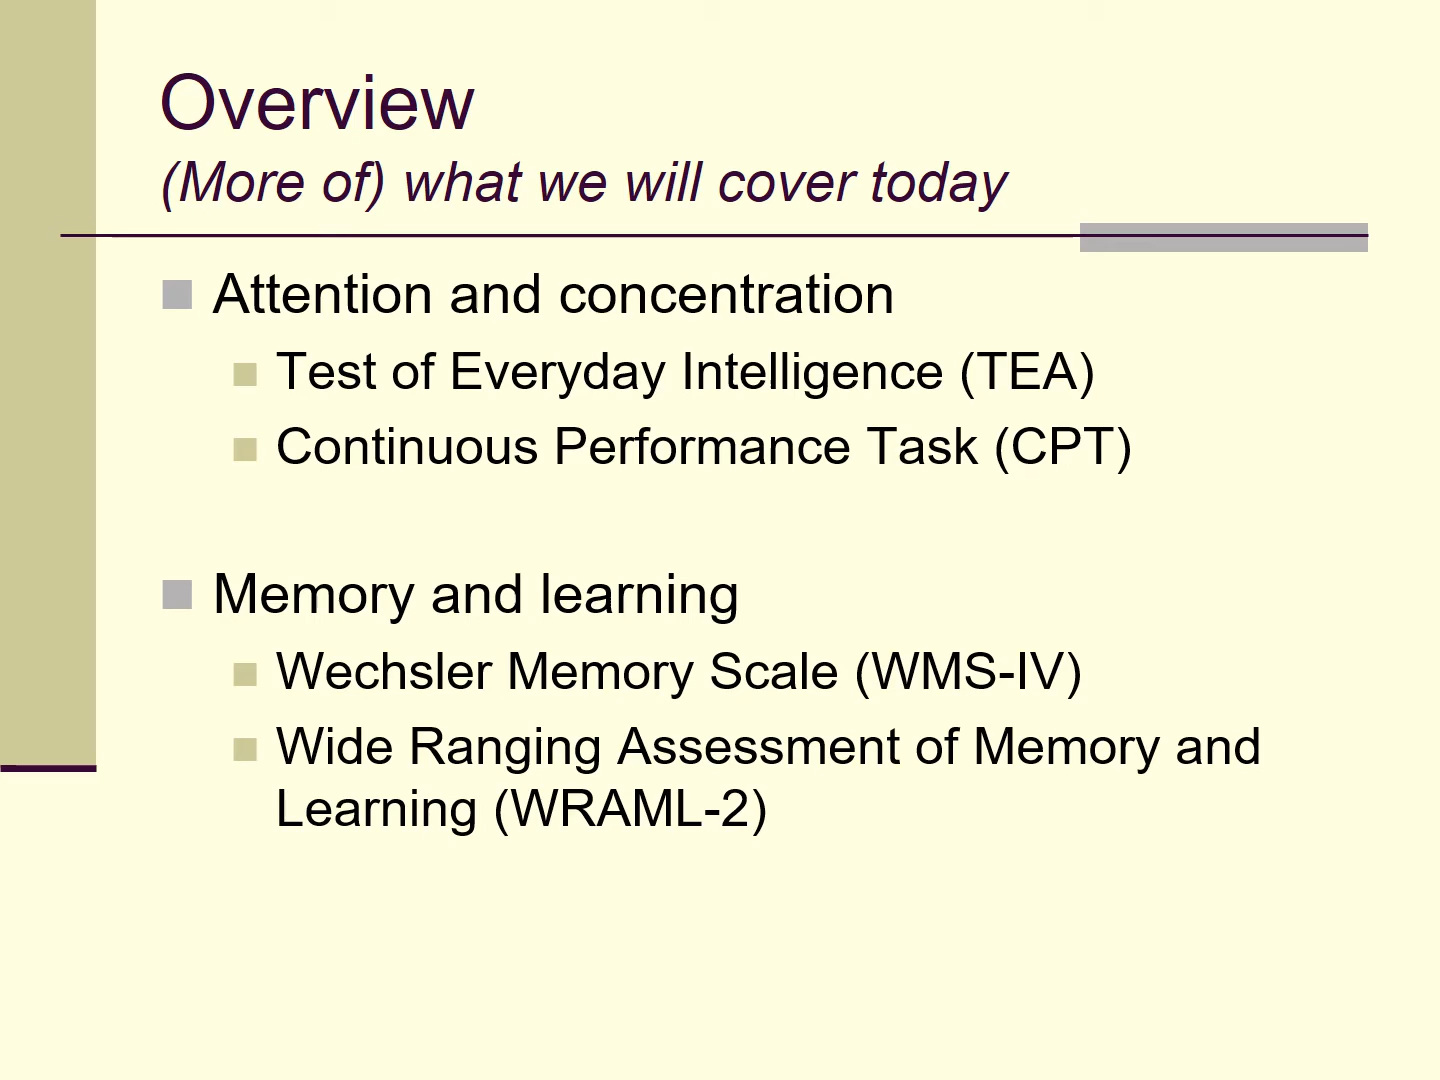 Overview
(More of) what we will cover today
Attention and concentration
Test of Everyday Intelligence (TEA)
Continuous Performance Task (CPT)
Memory and learning
Wechsler Memory Scale (WMS-IV)
Wide Ranging Assessment of Memory and
Learning (WRAML-2)